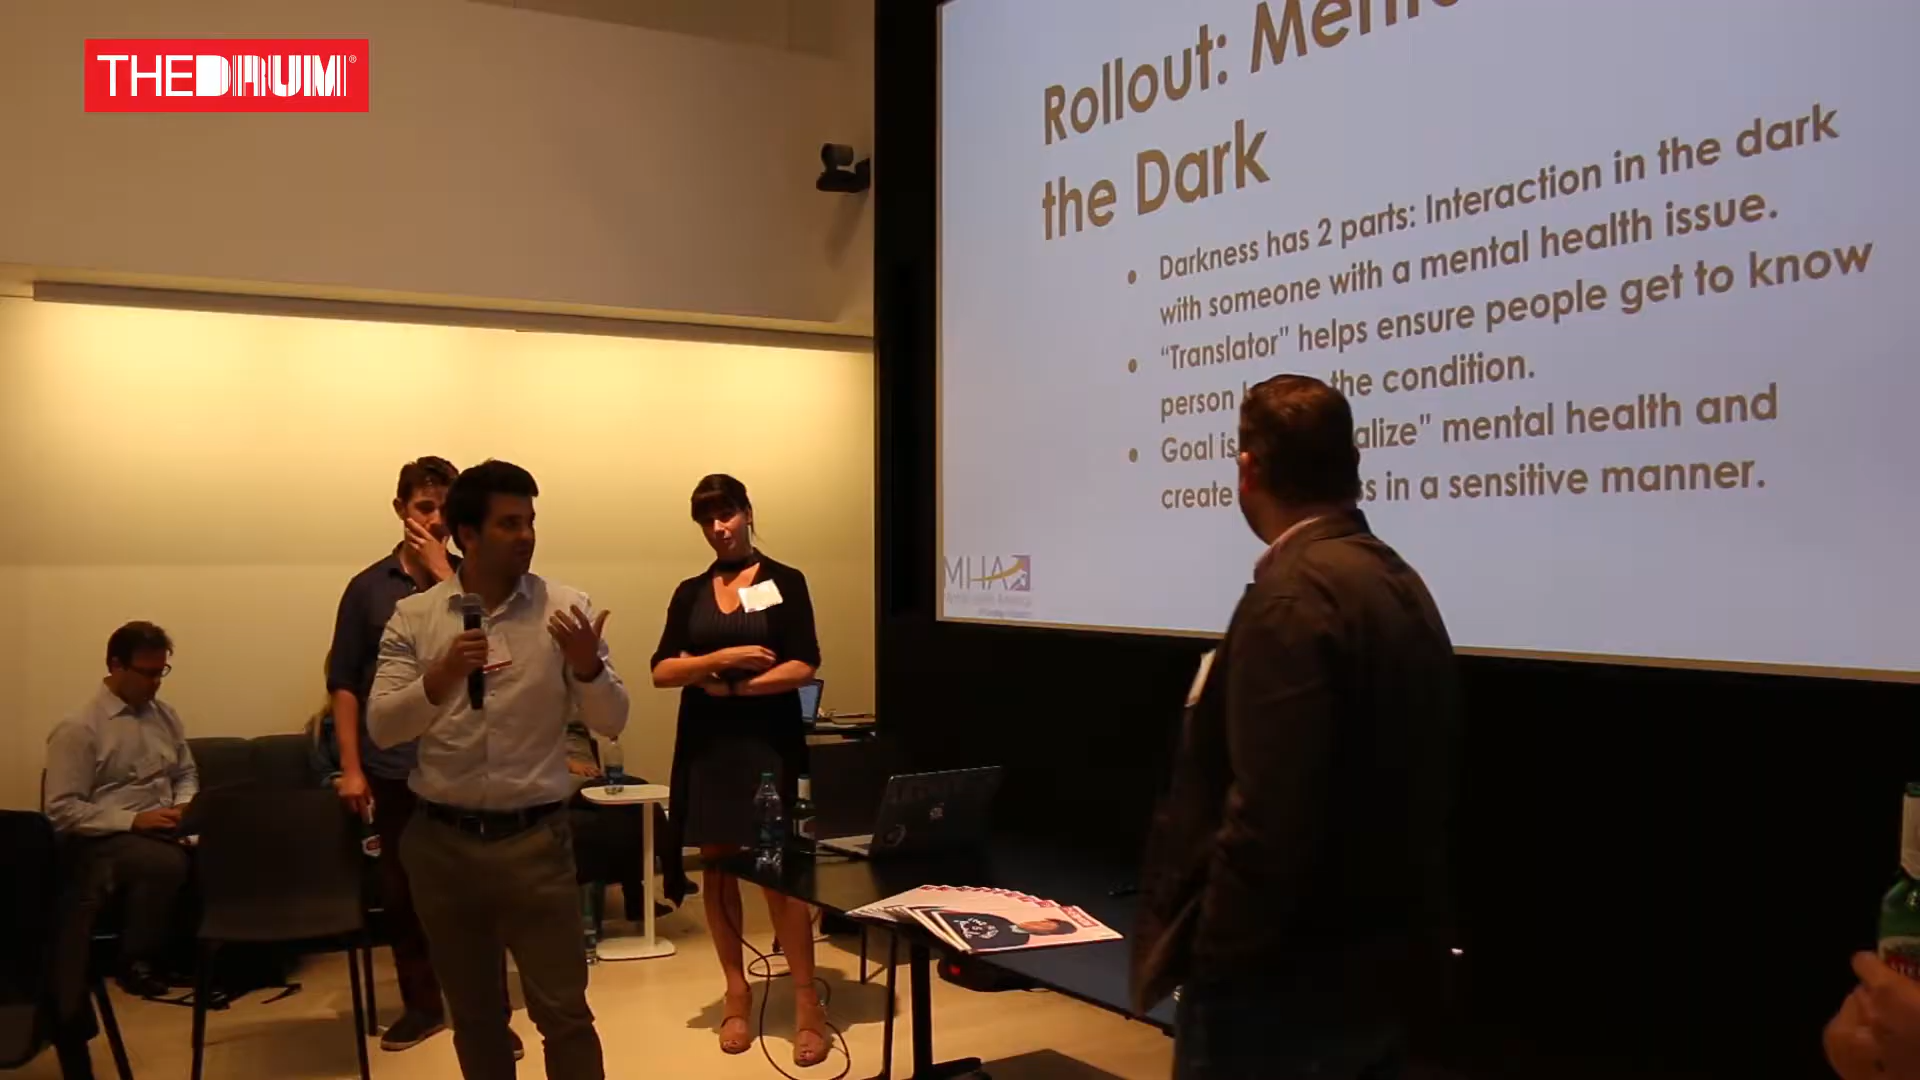 THEDRUM®
Rollout:
the Dark
• Darkness has 2 parts: Interaction in the dark
with someone with a mental health issue.
• “Translator" helps ensure people get to know
person the condition.
• Goal is alize" mental health and
create s in a sensitive manner.
MHA